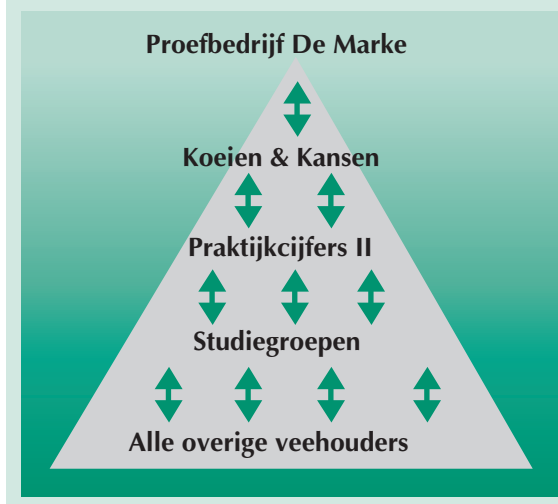 Proefbedrijf De Marke
Koeien & Kansen
Praktijkcijfers II
Studiegroepen
Alle overige veehouders